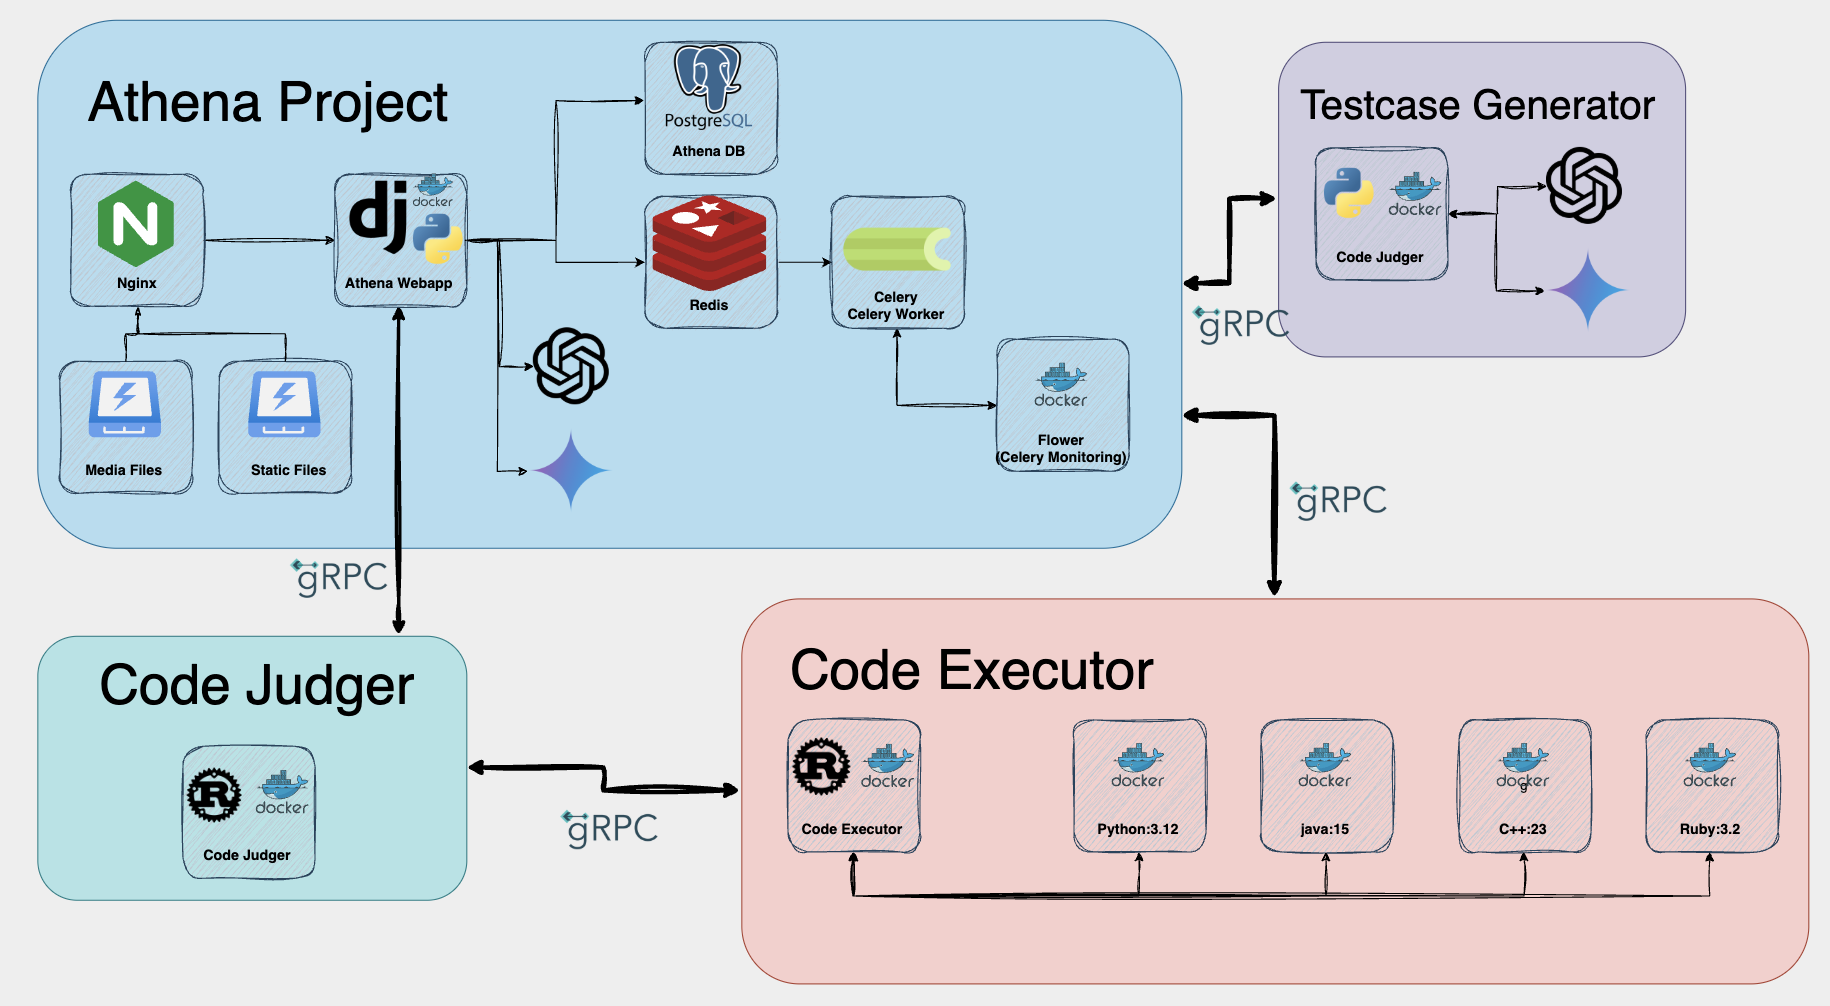 Athena Project
PostgreSQL
Athena DB
Nginx
dj
docker
Athena Webapp
Redis
Celery
Celery Worker
docker
Flower
(Celery Monitoring)
Media Files
Static Files
Testcase Generator
docker
Code Judger
gRPC
gRPC
gRPC
Code Judger
R
docker
Code Judger
gRPC
Code Executor
R
docker
Code Executor
docker
Python:3.12
docker
java:15
docker
g
C++:23
docker
Ruby:3.2